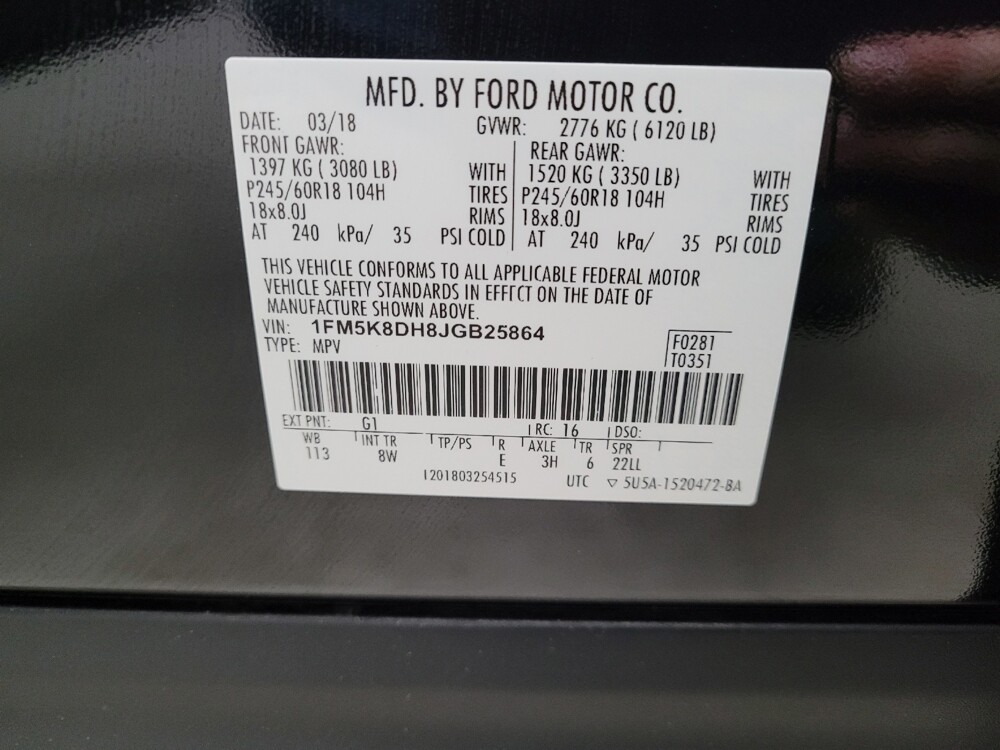 MFD. BY FORD MOTOR CO.
DATE: 03/18 GVWR: 2776 KG ( 6120 LB)
FRONT GAWR: REAR GAWR:
1397 KG ( 3080 LB) WITH 1520 KG ( 3350 LB) WITH
P245/60R18 104H TIRES P245/60R18 104H TIRES
18x8.0J RIMS 18x8.0J RIMS
AT 240 kPa/ 35 PSI COLD AT 240 kPa/ 35 PSI COLD
THIS VEHICLE CONFORMS TO ALL APPLICABLE FEDERAL MOTOR
VEHICLE SAFETY STANDARDS IN EFFECT ON THE DATE OF
MANUFACTURE SHOWN ABOVE.
VIN: 1FM5K8DH8JGB25864
TYPE: MPV
F0281
T0351
EXT PNT: G1 RC: 16 DSO:
WB INT TR TP/PS R AXLE TR SPR
113 8W E 3H 6 22LL
I201803254515 UTC ▽ 5U5A-1520472-BA